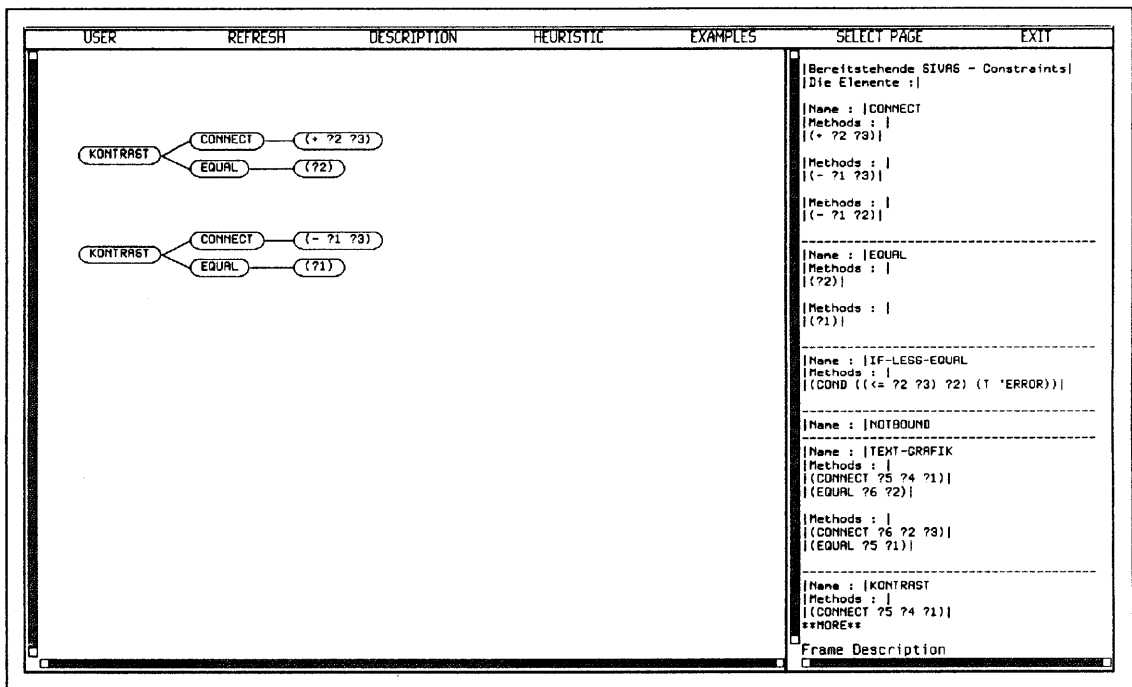 USER REFRESH DESCRIPTION HEURISTIC EXAMPLES SELECT PAGE EXIT
KONTRAST
CONNECT (+ ?2 ?3)
EQUAL (?2)
KONTRAST
CONNECT (- ?1 ?3)
EQUAL (?1)
|Bereitstehende SIVAS - Constraints|
|Die Elemente :|
|Name : |CONNECT
|Methods : |
|(+ ?2 ?3)|
|Methods : |
|(- ?1 ?3)|
|Methods : |
|(- ?1 ?2)|
------------------------------------------
|Name : |EQUAL
|Methods : |
|(?2)|
|Methods : |
|(?1)|
------------------------------------------
|Name : |IF-LESS-EQUAL
|Methods : |
|(COND ((<= ?2 ?3) ?2) (T 'ERROR))|
------------------------------------------
|Name : |NOTBOUND
------------------------------------------
|Name : |TEXT-GRAFIK
|Methods : |
|(CONNECT ?5 ?4 ?1)|
|(EQUAL ?6 ?2)|
|Methods : |
|(CONNECT ?6 ?2 ?3)|
|(EQUAL ?5 ?1)|
------------------------------------------
|Name : |KONTRAST
|Methods : |
|(CONNECT ?5 ?4 ?1)|
**MORE**
Frame Description